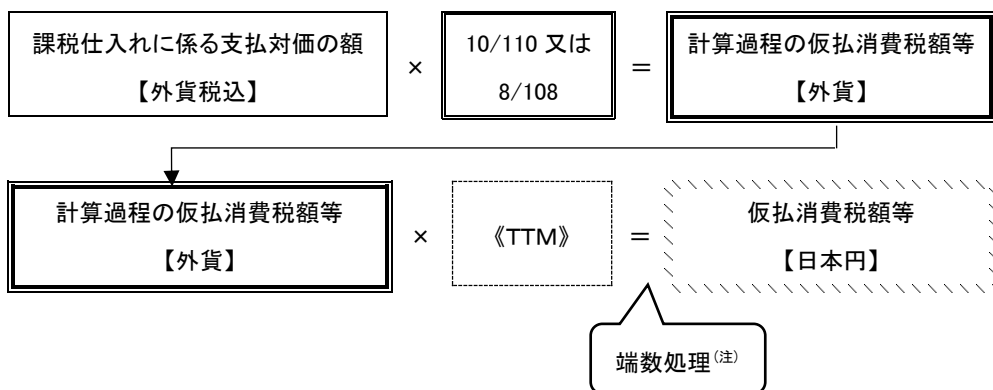 課税仕入れに係る支払対価の額
【外貨税込】
×
10/110 又は
8/108
＝
計算過程の仮払消費税額等
【外貨】
計算過程の仮払消費税額等
【外貨】
×
《TTM》
＝
仮払消費税額等
【日本円】
端数処理(注)